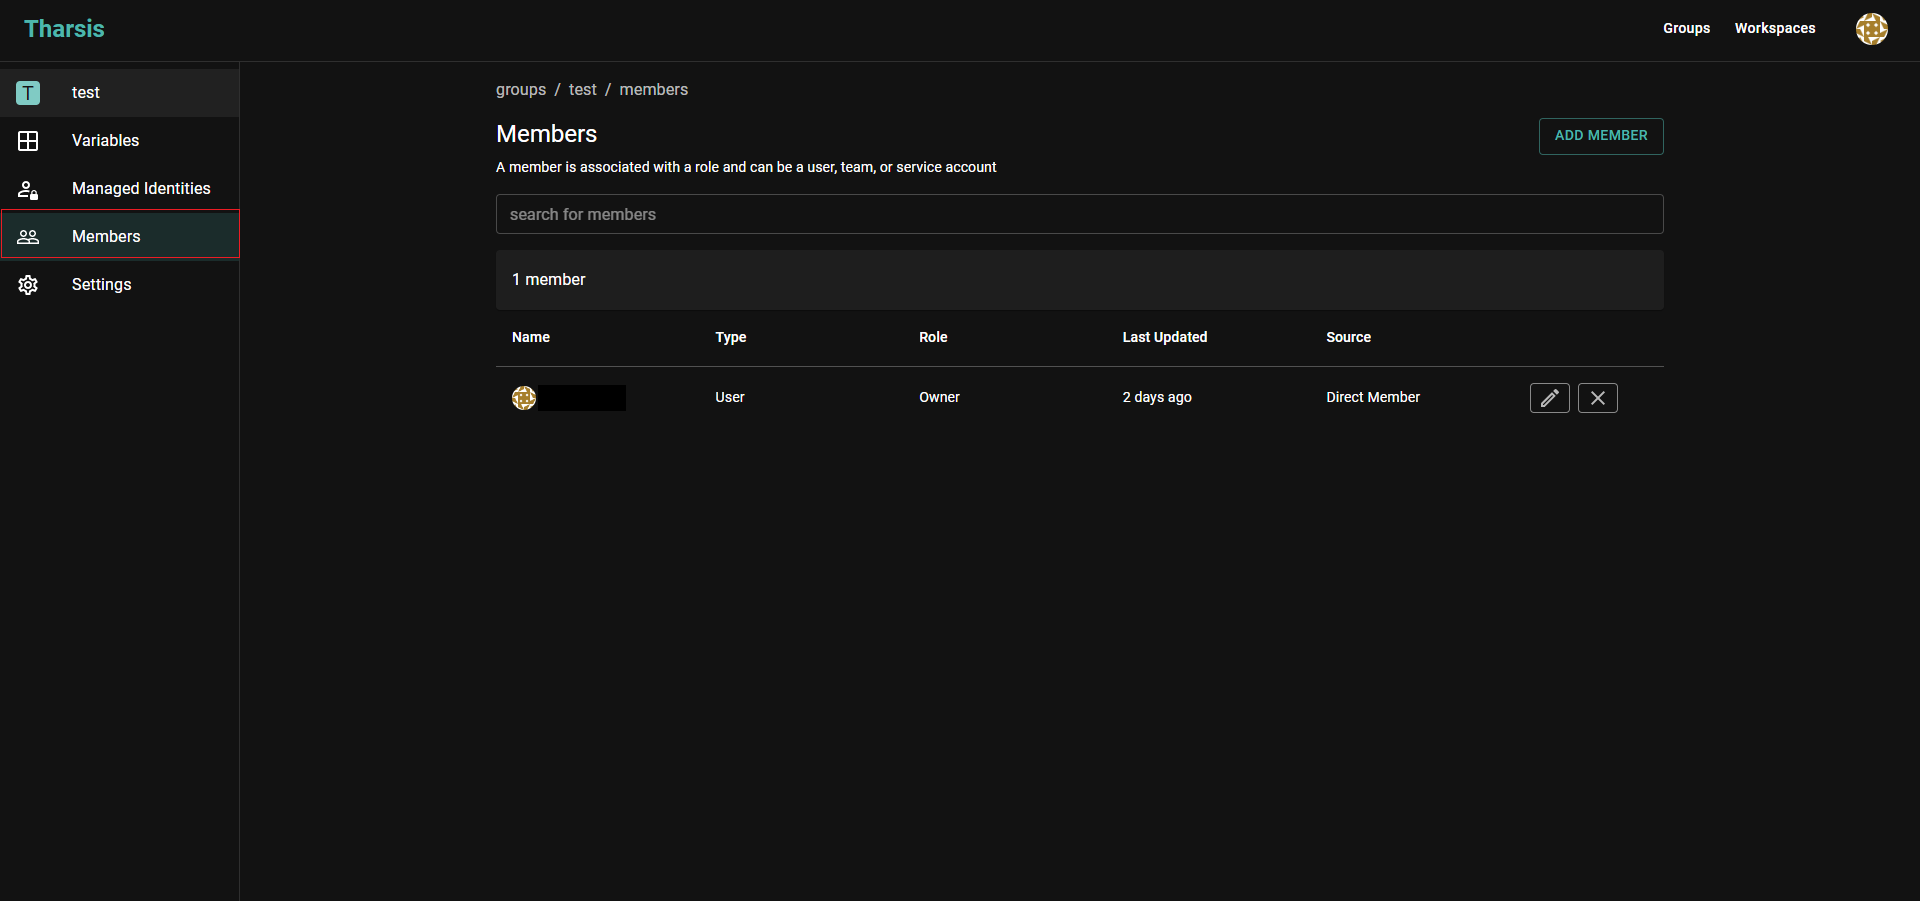 Tharsis
Groups Workspaces
T test
Variables
Managed Identities
Members
Settings
groups / test / members
Members
ADD MEMBER
A member is associated with a role and can be a user, team, or service account
search for members
1 member
Name Type Role Last Updated Source
User Owner 2 days ago Direct Member